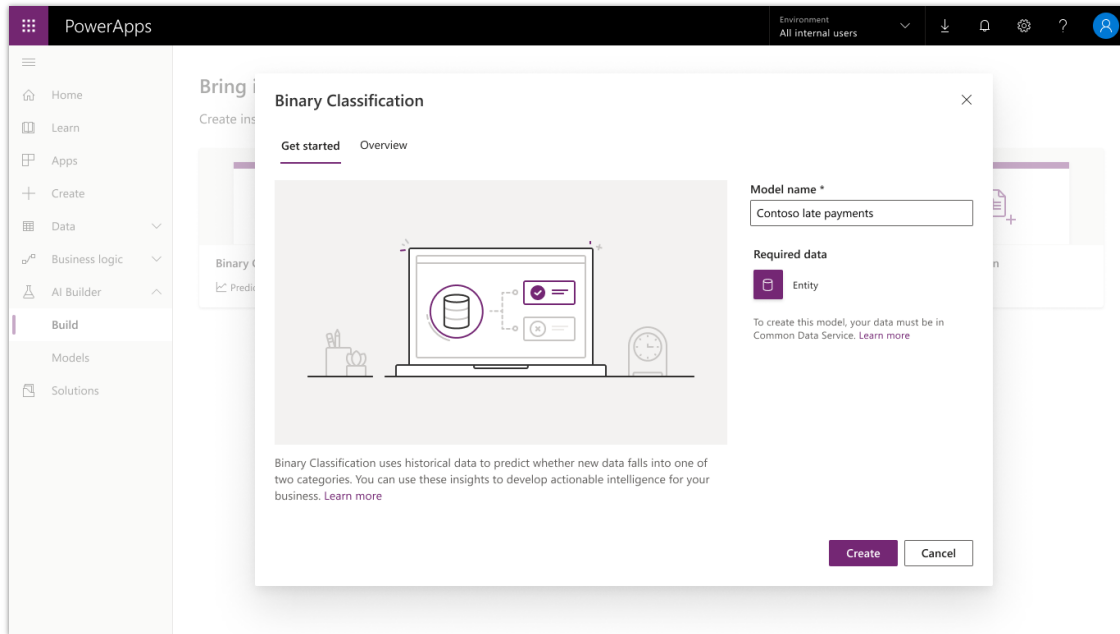 PowerApps
Environment
All internal users
Home
Learn
Apps
Create
Data
Business logic
AI Builder
Build
Models
Solutions
Bring
Create
Binary
Binary Classification
Get started
Overview
Model name *
Contoso late payments
Required data
Entity
To create this model, your data must be in
Common Data Service. Learn more
Binary Classification uses historical data to predict whether new data falls into one of
two categories. You can use these insights to develop actionable intelligence for your
business. Learn more
Create
Cancel